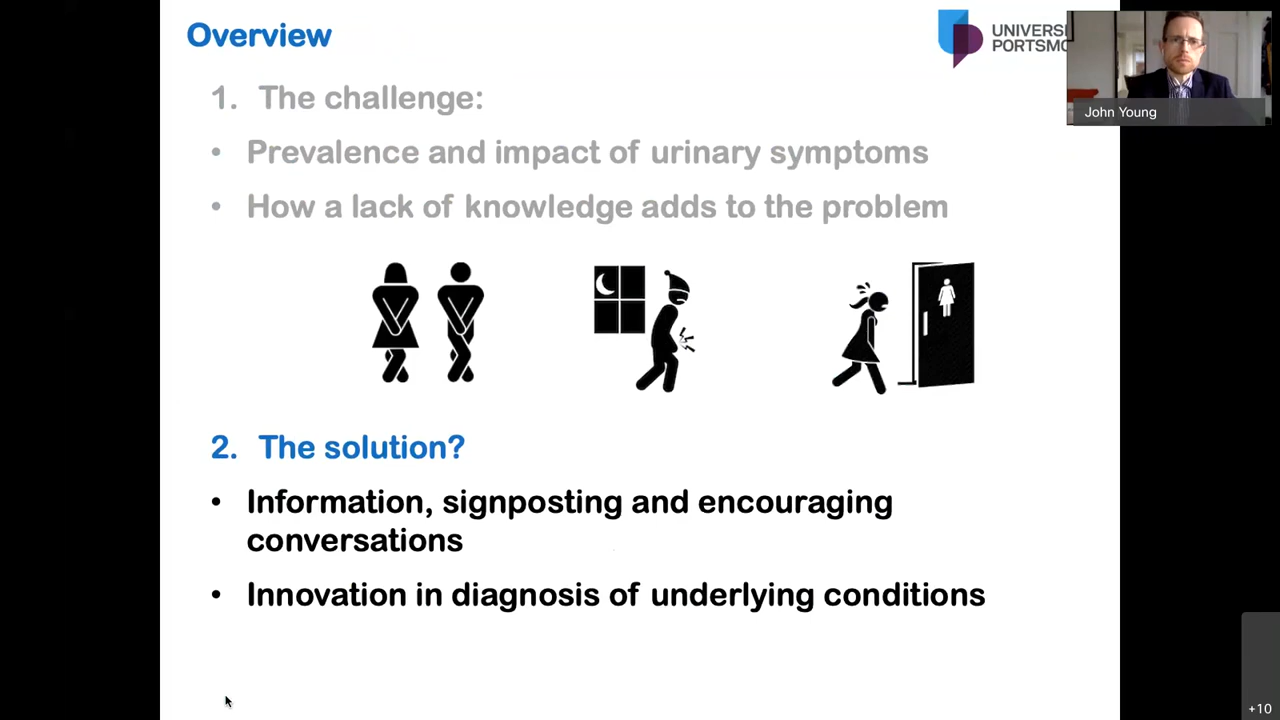 Overview
UNIVERSI
PORTSMO
John Young
1. The challenge:
• Prevalence and impact of urinary symptoms
• How a lack of knowledge adds to the problem
2. The solution?
• Information, signposting and encouraging
conversations
• Innovation in diagnosis of underlying conditions
+10